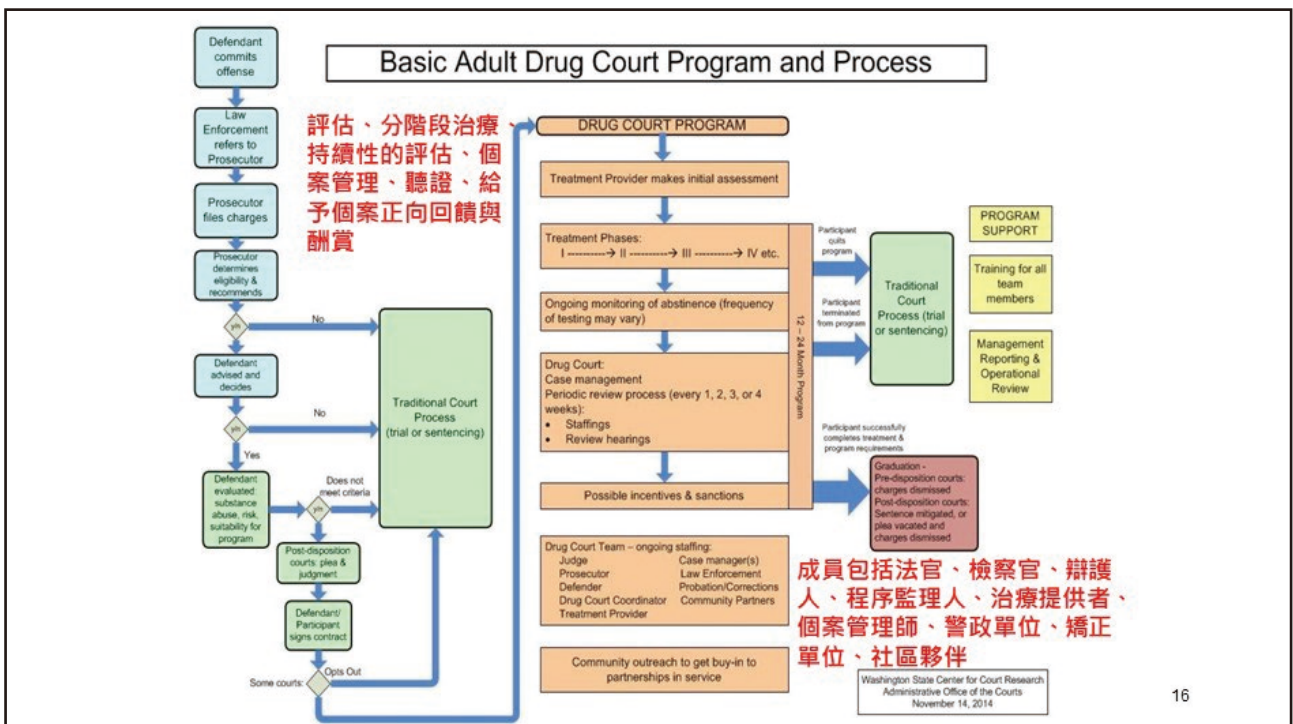 Basic Adult Drug Court Program and Process
Defendant
commits
offense
Law
Enforcement
refers to
Prosecutor
Prosecutor
files charges
Prosecutor
determines
eligibility &
recommends
y/n
No
Defendant
advised and
decides
y/n
No
Yes
Defendant
evaluated:
substance
abuse, risk,
suitability for
program
y/n
Does not
meet criteria
Post-disposition
courts: plea &
judgment
Defendant/
Participant
signs contract
Some courts:
Opts Out
Traditional Court
Process
(trial or sentencing)
評估、分階段治療、
持續性的評估、個
案管理、聽證、給
予個案正向回饋與
酬賞
DRUG COURT PROGRAM
Treatment Provider makes initial assessment
Treatment Phases:
I ----------→ II ----------→ III ----------→ IV etc.
Ongoing monitoring of abstinence (frequency
of testing may vary)
Drug Court:
Case management
Periodic review process (every 1, 2, 3, or 4
weeks):
• Staffings
• Review hearings
Possible incentives & sanctions
12 – 24 Month Program
Drug Court Team – ongoing staffing:
Judge Case manager(s)
Prosecutor Law Enforcement
Defender Probation/Corrections
Drug Court Coordinator Community Partners
Treatment Provider
Community outreach to get buy-in to
partnerships in service
Participant
quits
program
Participant
terminated
from program
Traditional
Court
Process (trial
or sentencing)
Participant successfully
completes treatment &
program requirements
Graduation -
Pre-disposition courts:
charges dismissed
Post-disposition courts:
Sentence mitigated, or
plea vacated and
charges dismissed
PROGRAM
SUPPORT
Training for all
team
members
Management
Reporting &
Operational
Review
成員包括法官、檢察官、辯護
人、程序監理人、治療提供者、
個案管理師、警政單位、矯正
單位、社區夥伴
Washington State Center for Court Research
Administrative Office of the Courts
November 14, 2014
16